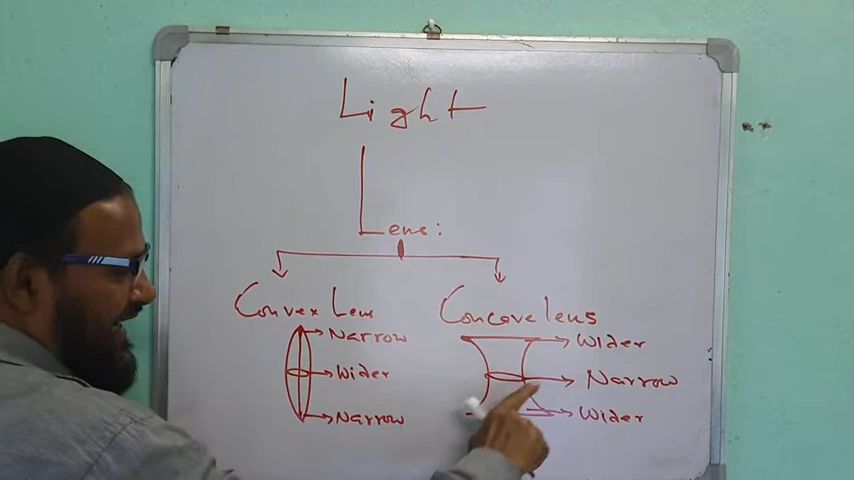 Light
Lens:
Convex Lens
Concave lens
Narrow
Wider
Narrow
Wider
Narrow
Wider